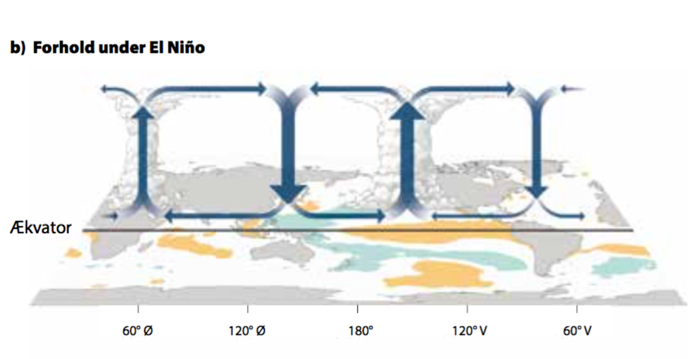 b) Forhold under El Niño
Ækvator
60° Ø 120° Ø 180° 120° V 60° V